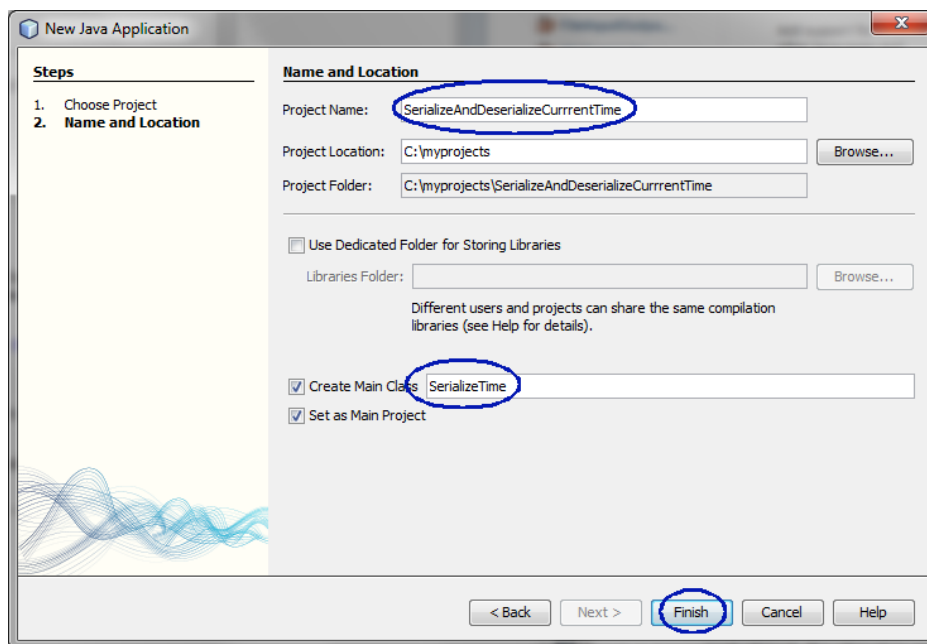 New Java Application
Steps
1. Choose Project
2. Name and Location
Name and Location
Project Name: SerializeAndDeserializeCurrrentTime
Project Location: C:\myprojects Browse...
Project Folder: C:\myprojects\SerializeAndDeserializeCurrrentTime
Use Dedicated Folder for Storing Libraries
Libraries Folder: Browse...
Different users and projects can share the same compilation
libraries (see Help for details).
Create Main Class SerializeTime
Set as Main Project
< Back Next > Finish Cancel Help